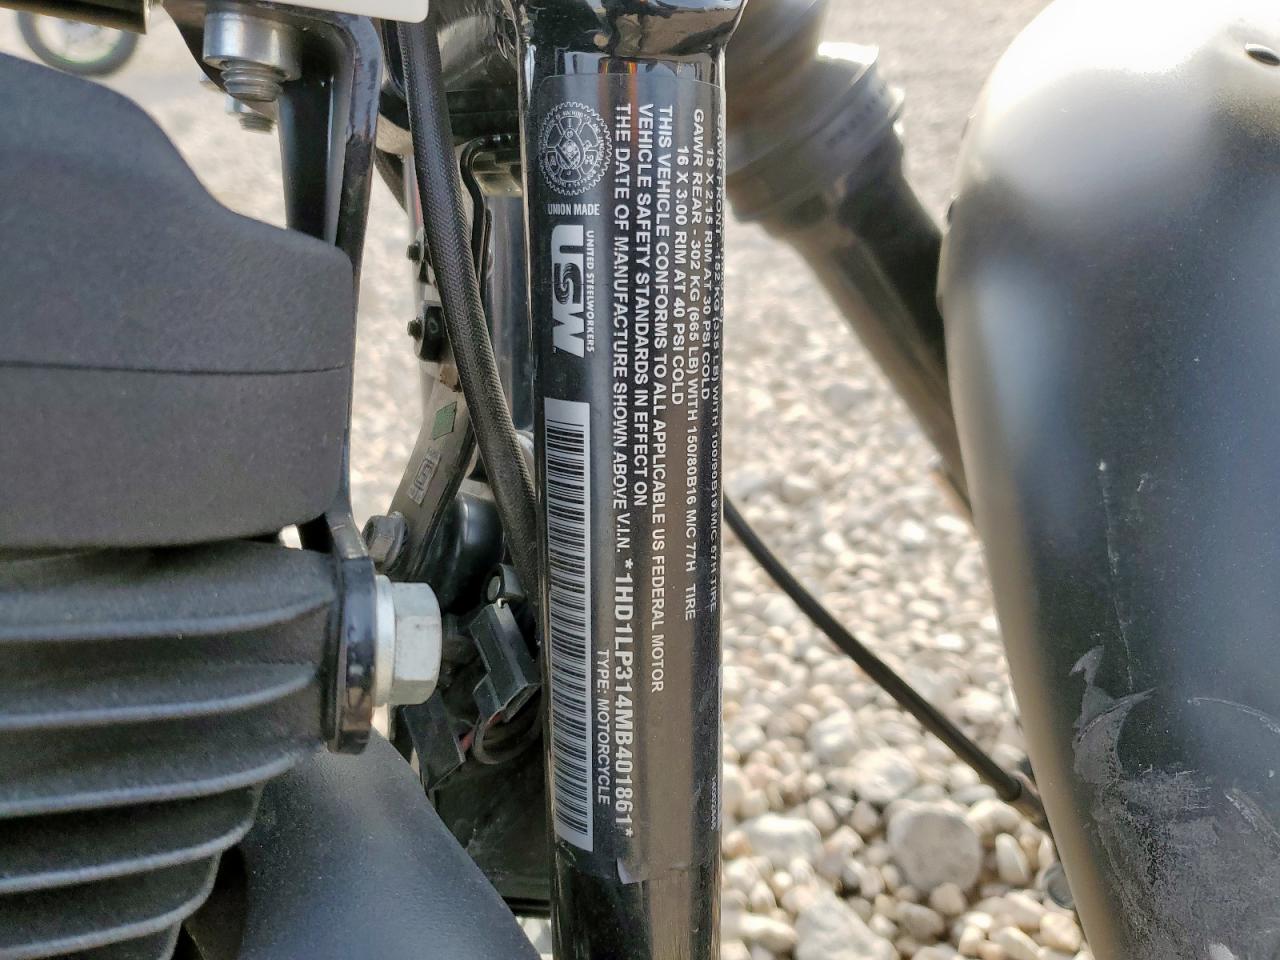 GAWR FRONT - 152 KG (335 LB) WITH 100/90B19 M/C 57H TIRE
19 X 2.15 RIM AT 30 PSI COLD
GAWR REAR - 302 KG (665 LB) WITH 150/80B16 M/C 77H TIRE
16 X 3.00 RIM AT 40 PSI COLD
THIS VEHICLE CONFORMS TO ALL APPLICABLE US FEDERAL MOTOR
VEHICLE SAFETY STANDARDS IN EFFECT ON
THE DATE OF MANUFACTURE SHOWN ABOVE V.I.N. *1HD1LP314MB401861*
TYPE: MOTORCYCLE
UNION MADE
UNITED STEELWORKERS
USW